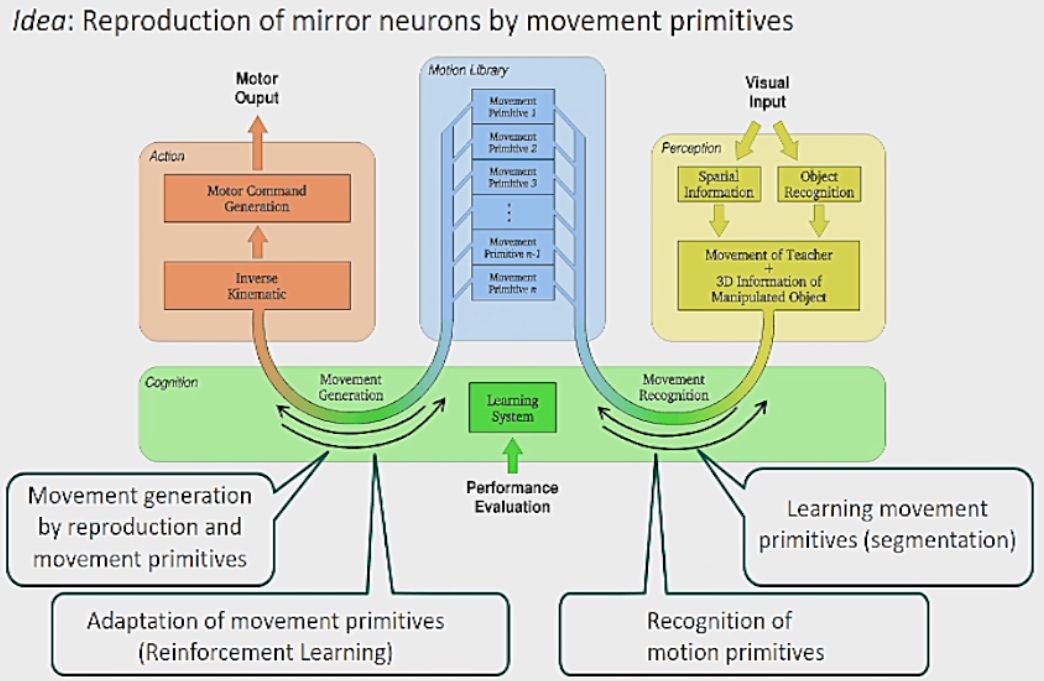 Idea: Reproduction of mirror neurons by movement primitives
Motor
Ouput
Action
Motor Command
Generation
Inverse
Kinematic
Motion Library
Movement
Primitive 1
Movement
Primitive 2
Movement
Primitive 3
⋮
Movement
Primitive n-1
Movement
Primitive n
Visual
Input
Perception
Spatial
Information
Object
Recognition
Movement of Teacher
+
3D Information of
Manipulated Object
Cognition
Movement
Generation
Learning
System
Movement
Recognition
Performance
Evaluation
Movement generation
by reproduction and
movement primitives
Adaptation of movement primitives
(Reinforcement Learning)
Recognition of
motion primitives
Learning movement
primitives (segmentation)